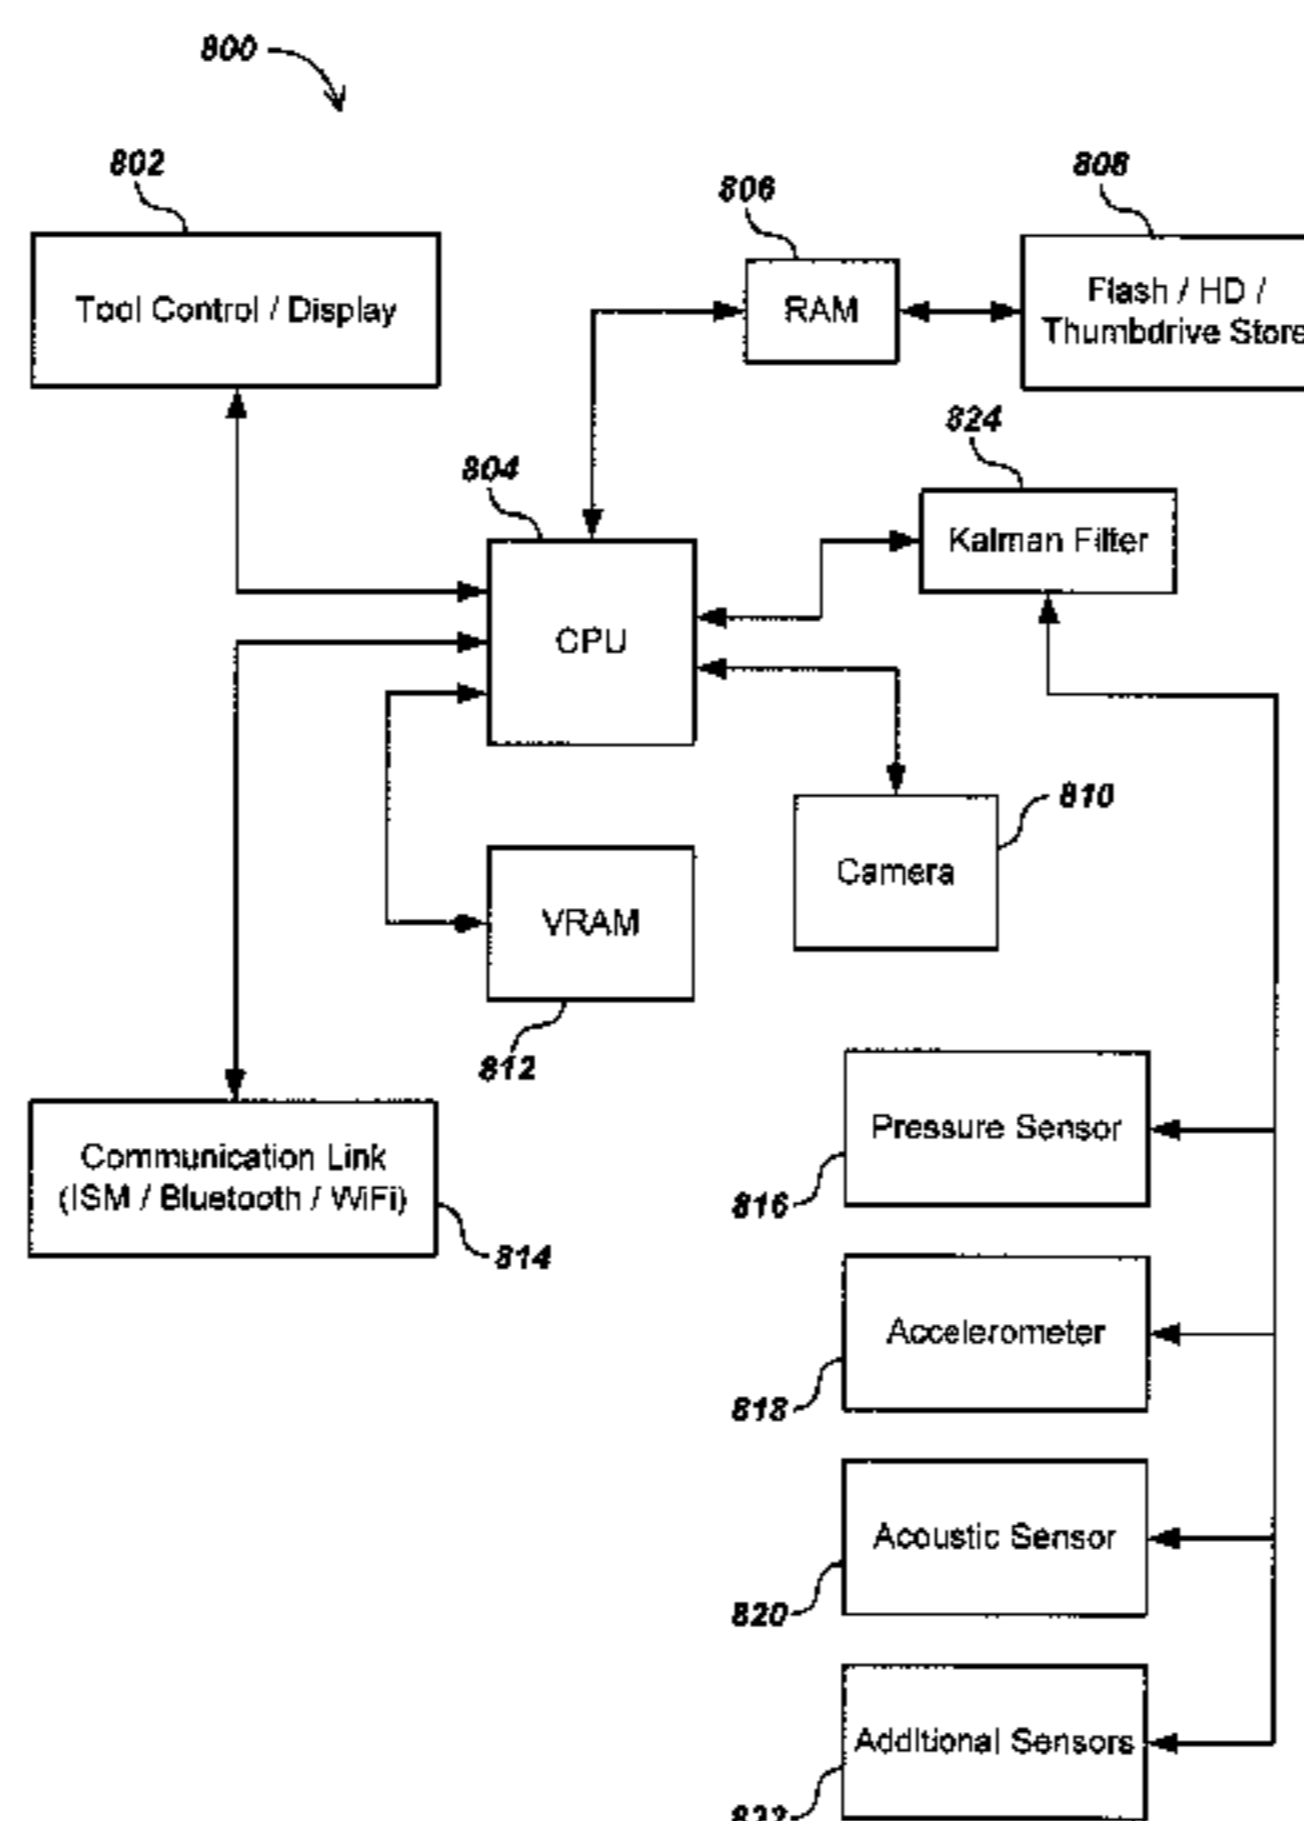 800
802
806
808
Tool Control / Display
RAM
Flash / HD /
Thumbdrive Store
824
804
Kalman Filter
CPU
810
Camera
VRAM
812
Pressure Sensor
Communication Link
(ISM / Bluetooth / WiFi)
816
814
Accelerometer
818
Acoustic Sensor
820
Additional Sensors
822